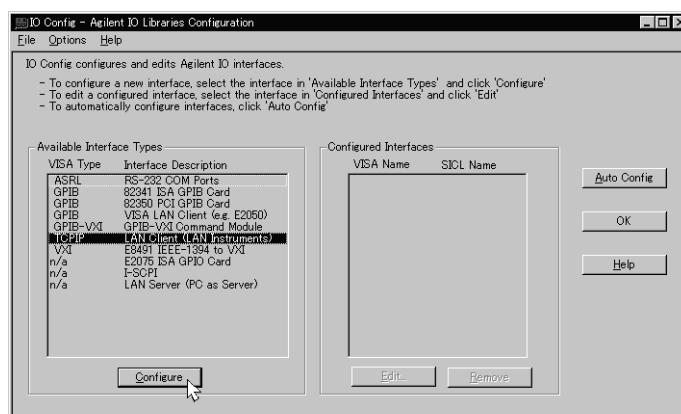 IO Config - Agilent IO Libraries Configuration
File Options Help
IO Config configures and edits Agilent IO interfaces.
- To configure a new interface, select the interface in 'Available Interface Types' and click 'Configure'
- To edit a configured interface, select the interface in 'Configured Interfaces' and click 'Edit'
- To automatically configure interfaces, click 'Auto Config'
Available Interface Types
VISA Type Interface Description
ASRL RS-232 COM Ports
GPIB 82341 ISA GPIB Card
GPIB 82350 PCI GPIB Card
GPIB VISA LAN Client (e.g. E2050)
GPIB-VXI GPIB-VXI Command Module
TCPIP LAN Client (LAN Instruments)
VXI E8491 IEEE-1394 to VXI
n/a E2075 ISA GPIO Card
n/a I-SCPI
n/a LAN Server (PC as Server)
Configure
Configured Interfaces
VISA Name SICL Name
Edit...
Remove
Auto Config
OK
Help